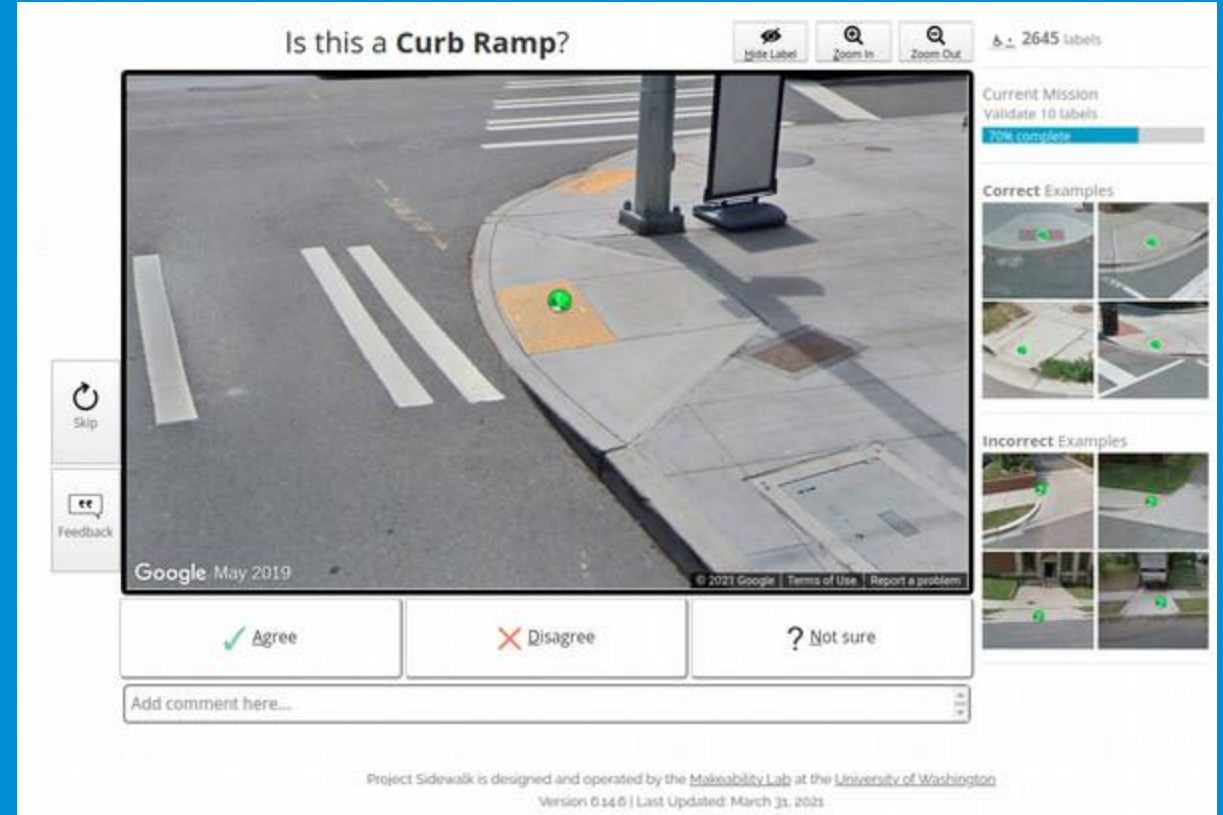 Is this a Curb Ramp?
Hide Label
Zoom In
Zoom Out
2645 labels
Current Mission
Validate 10 labels
70% complete
Correct Examples
Incorrect Examples
Skip
Feedback
Google May 2019
© 2021 Google
Terms of Use
Report a problem
Agree
Disagree
? Not sure
Add comment here...
Project Sidewalk is designed and operated by the Makeability Lab at the University of Washington
Version 6.14.6 | Last Updated: March 31, 2021